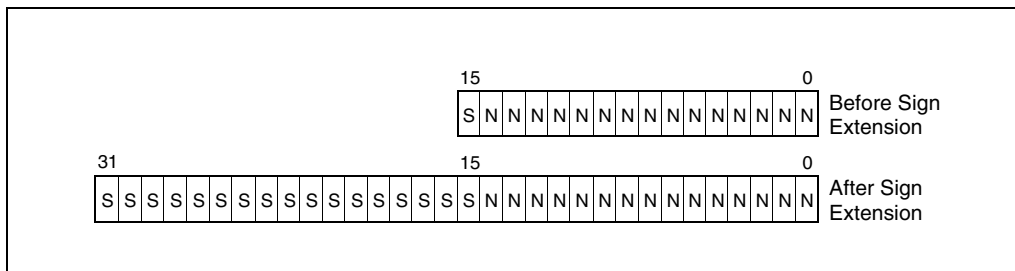 15 0
S N N N N N N N N N N N N N N N Before Sign
Extension
31 15 0
S S S S S S S S S S S S S S S S S N N N N N N N N N N N N N N N After Sign
Extension